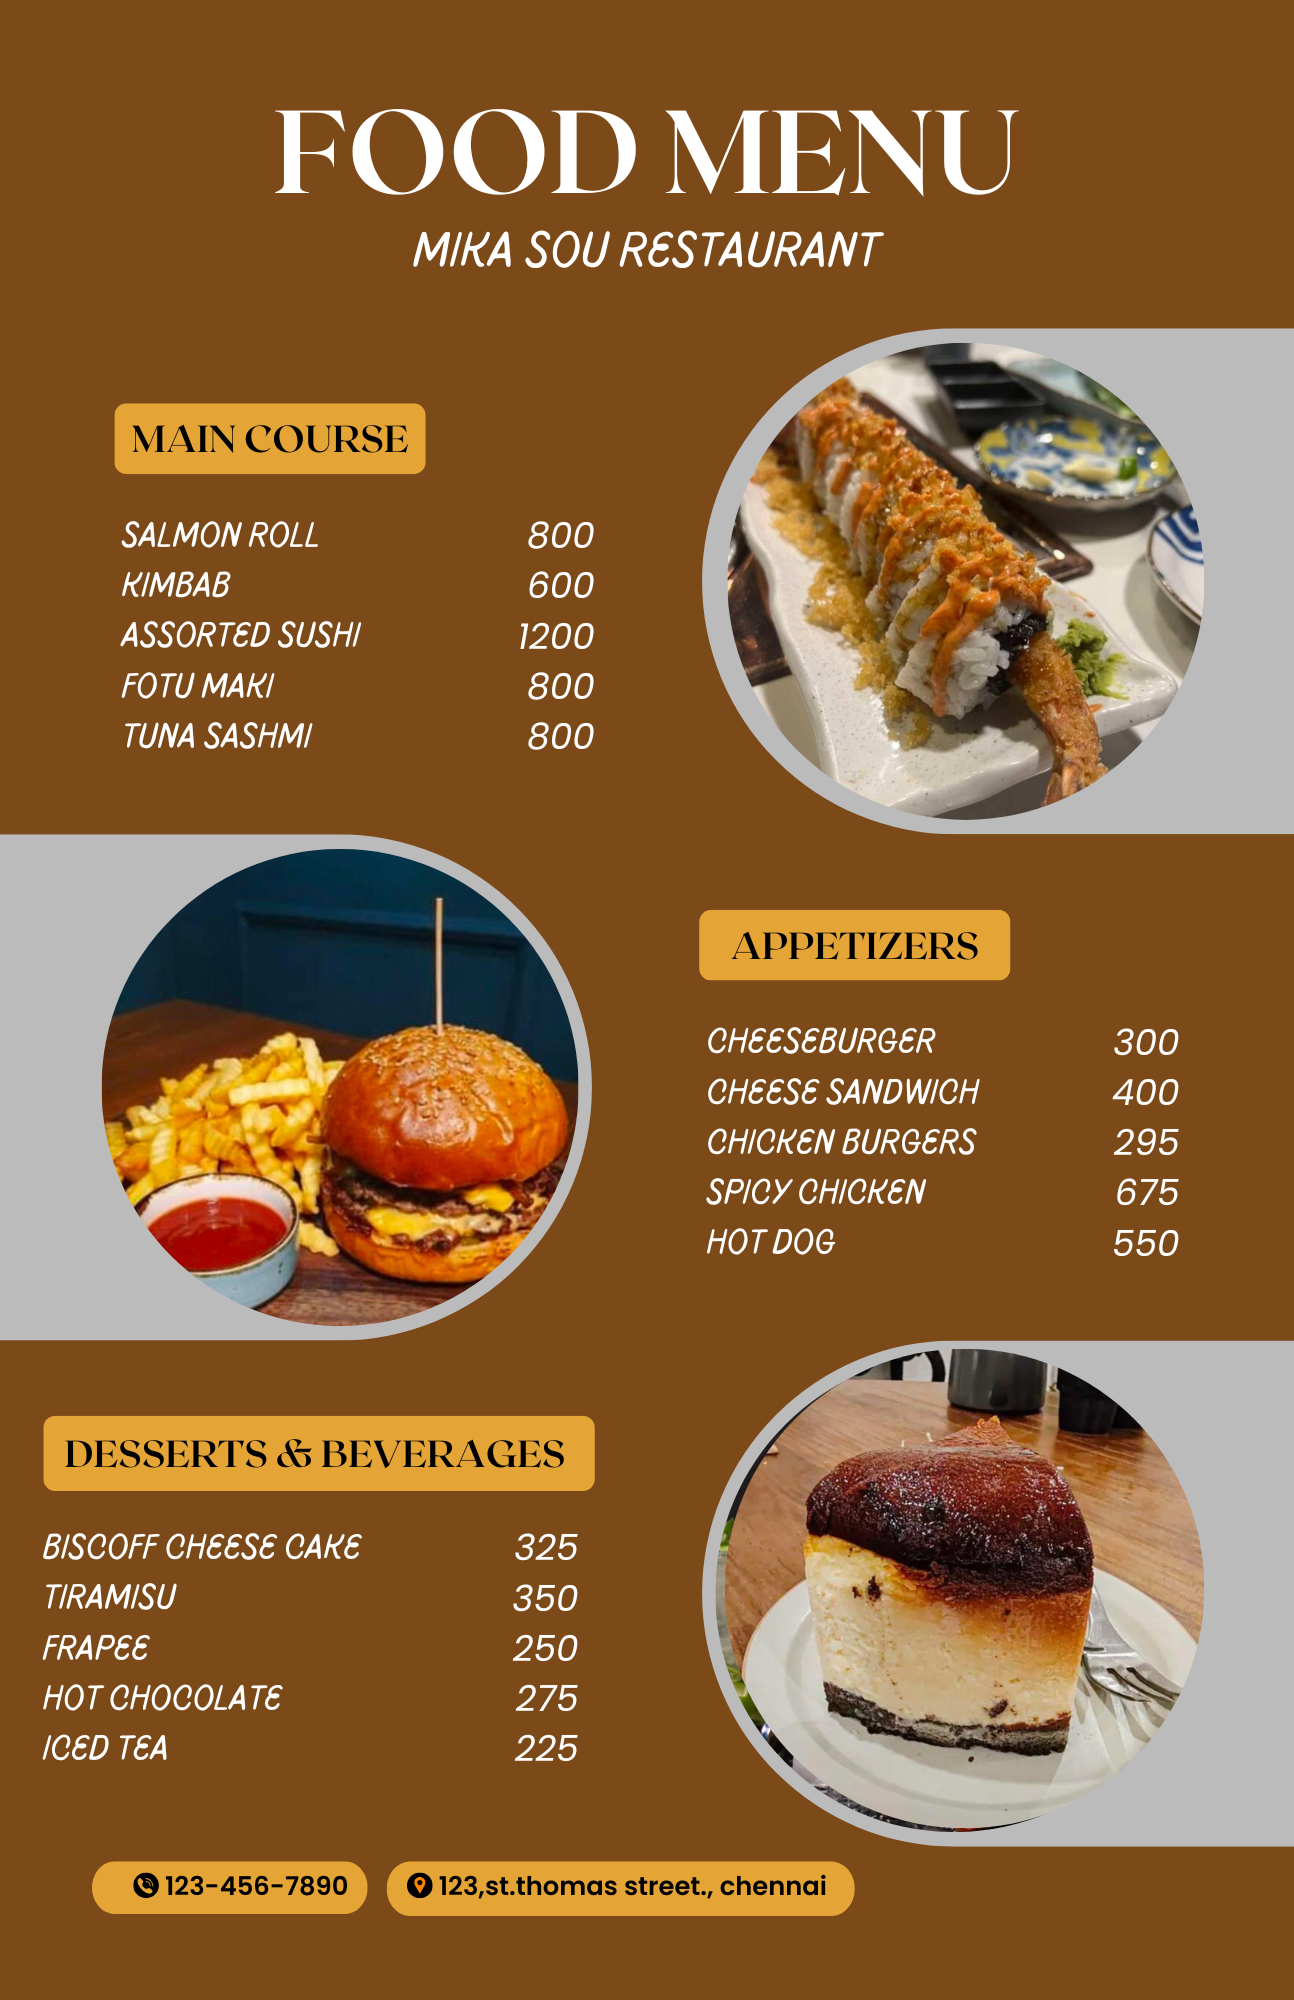 FOOD MENU
MIKA SOU RESTAURANT
MAIN COURSE
SALMON ROLL 800
KIMBAB 600
ASSORTED SUSHI 1200
FOTU MAKI 800
TUNA SASHMI 800
APPETIZERS
CHEESEBURGER 300
CHEESE SANDWICH 400
CHICKEN BURGERS 295
SPICY CHICKEN 675
HOT DOG 550
DESSERTS & BEVERAGES
BISCOFF CHEESE CAKE 325
TIRAMISU 350
FRAPEE 250
HOT CHOCOLATE 275
ICED TEA 225
123-456-7890
123,st.thomas street., chennai